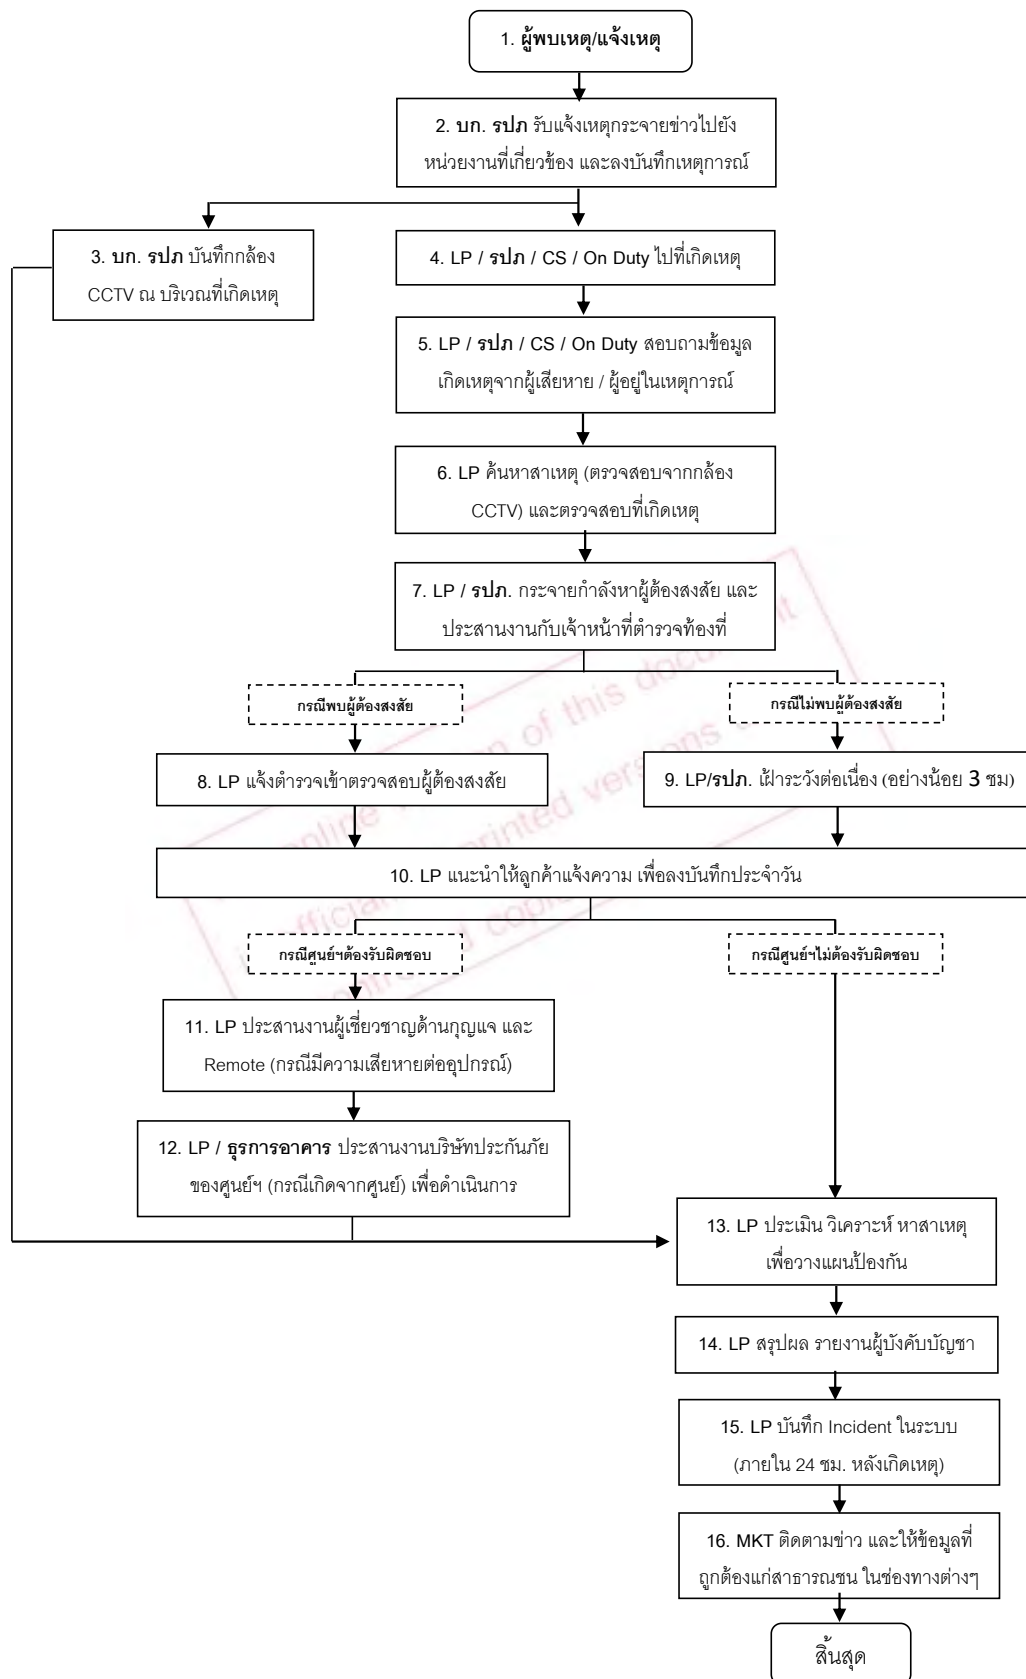 1. ผู้พบเหตุ/แจ้งเหตุ
2. บก. รปภ รับแจ้งเหตุกระจายข่าวไปยัง
หน่วยงานที่เกี่ยวข้อง และลงบันทึกเหตุการณ์
3. บก. รปภ บันทึกกล้อง
CCTV ณ บริเวณที่เกิดเหตุ
4. LP / รปภ / CS / On Duty ไปที่เกิดเหตุ
5. LP / รปภ / CS / On Duty สอบถามข้อมูล
เกิดเหตุจากผู้เสียหาย / ผู้อยู่ในเหตุการณ์
6. LP ค้นหาสาเหตุ (ตรวจสอบจากกล้อง
CCTV) และตรวจสอบที่เกิดเหตุ
7. LP / รปภ. กระจายกำลังหาผู้ต้องสงสัย และ
ประสานงานกับเจ้าหน้าที่ตำรวจท้องที่
กรณีพบผู้ต้องสงสัย
กรณีไม่พบผู้ต้องสงสัย
8. LP แจ้งตำรวจเข้าตรวจสอบผู้ต้องสงสัย
9. LP/รปภ. เฝ้าระวังต่อเนื่อง (อย่างน้อย 3 ชม)
10. LP แนะนำให้ลูกค้าแจ้งความ เพื่อลงบันทึกประจำวัน
กรณีศูนย์ฯต้องรับผิดชอบ
กรณีศูนย์ฯไม่ต้องรับผิดชอบ
11. LP ประสานงานผู้เชี่ยวชาญด้านกุญแจ และ
Remote (กรณีมีความเสียหายต่ออุปกรณ์)
12. LP / ธุรการอาคาร ประสานงานบริษัทประกันภัย
ของศูนย์ฯ (กรณีเกิดจากศูนย์) เพื่อดำเนินการ
13. LP ประเมิน วิเคราะห์ หาสาเหตุ
เพื่อวางแผนป้องกัน
14. LP สรุปผล รายงานผู้บังคับบัญชา
15. LP บันทึก Incident ในระบบ
(ภายใน 24 ชม. หลังเกิดเหตุ)
16. MKT ติดตามข่าว และให้ข้อมูลที่
ถูกต้องแก่สาธารณชน ในช่องทางต่างๆ
สิ้นสุด
of this document
printed versions